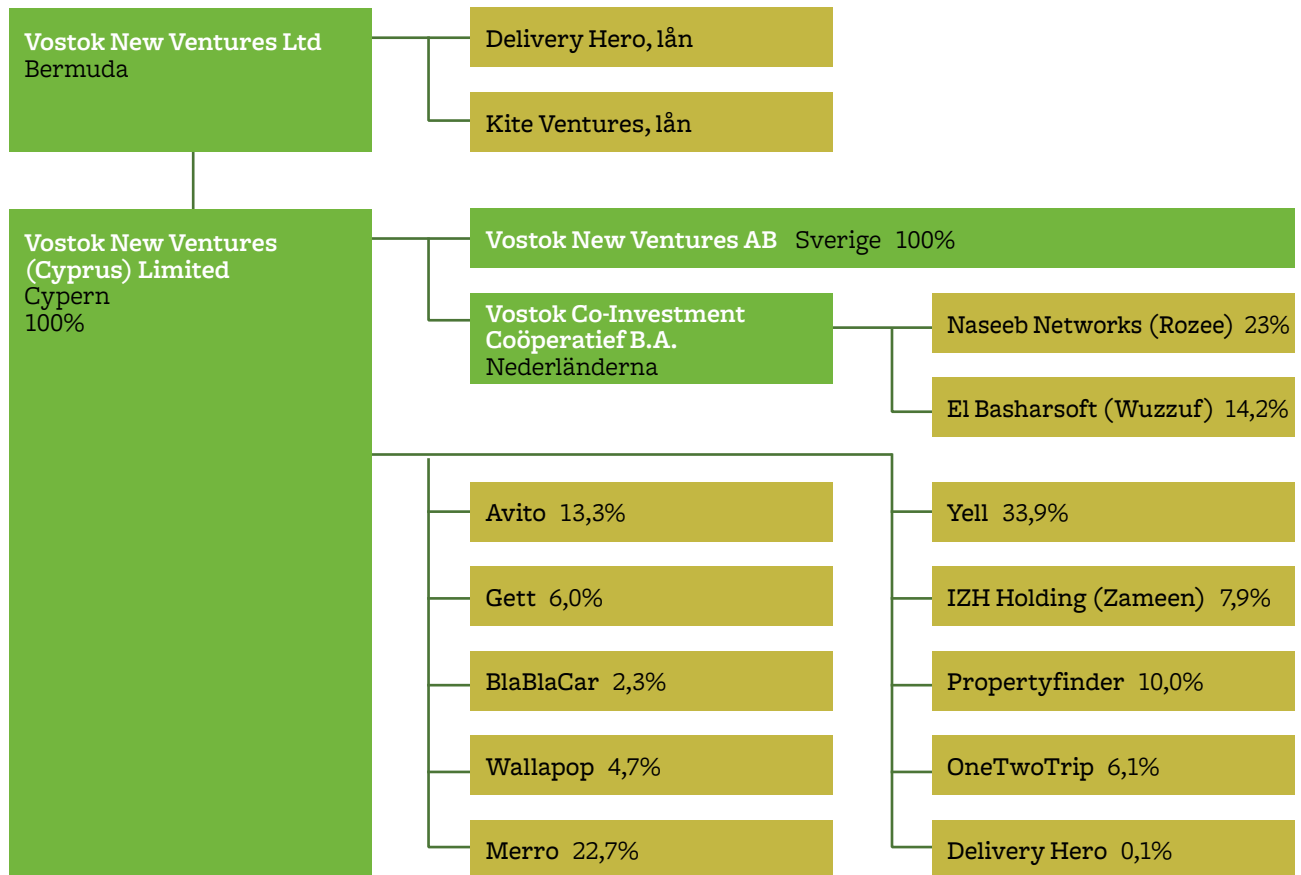 Vostok New Ventures Ltd
Bermuda
Delivery Hero, lån
Kite Ventures, lån
Vostok New Ventures
(Cyprus) Limited
Cypern
100%
Vostok New Ventures AB Sverige 100%
Vostok Co-Investment
Coöperatief B.A.
Nederländerna
Naseeb Networks (Rozee) 23%
El Basharsoft (Wuzzuf) 14,2%
Avito 13,3%
Gett 6,0%
BlaBlaCar 2,3%
Wallapop 4,7%
Merro 22,7%
Yell 33,9%
IZH Holding (Zameen) 7,9%
Propertyfinder 10,0%
OneTwoTrip 6,1%
Delivery Hero 0,1%